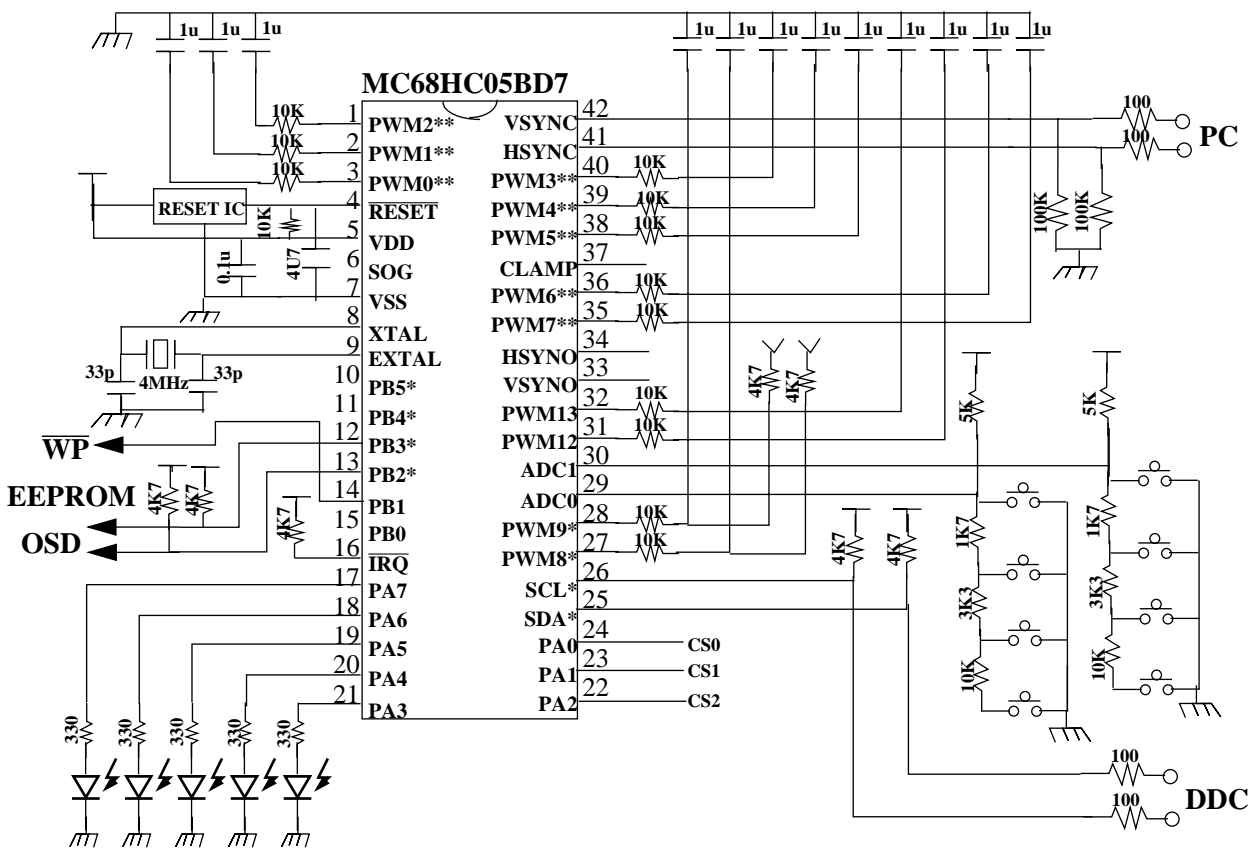 1u 1u 1u 1u 1u 1u 1u 1u 1u 1u 1u 1u
MC68HC05BD7
1 PWM2** 10K
2 PWM1** 10K
3 PWM0** 10K
4 RESET
RESET IC
10K
5 VDD
6 SOG
0.1u
4U7
7 VSS
8 XTAL
9 EXTAL
33p 4MHz 33p
10 PB5*
11 PB4*
12 PB3*
13 PB2*
14 PB1
15 PB0
16 IRQ
WP
EEPROM
OSD
4K7 4K7 4K7
17 PA7
18 PA6
19 PA5
20 PA4
21 PA3
330 330 330 330 330
42 VSYNC
41 HSYNC
100
100
PC
100K 100K
40 PWM3** 10K
39 PWM4** 10K
38 PWM5** 10K
37 CLAMP
36 PWM6** 10K
35 PWM7** 10K
34 HSYNO
33 VSYNO
4K7 4K7
32 PWM13 10K
31 PWM12 10K
30 ADC1
29 ADC0
28 PWM9* 10K
27 PWM8* 10K
26 SCL*
25 SDA*
4K7 4K7
24 PA0 CS0
23 PA1 CS1
22 PA2 CS2
5K 5K
1K7 1K7
3K3 3K3
10K 10K
100
100
DDC